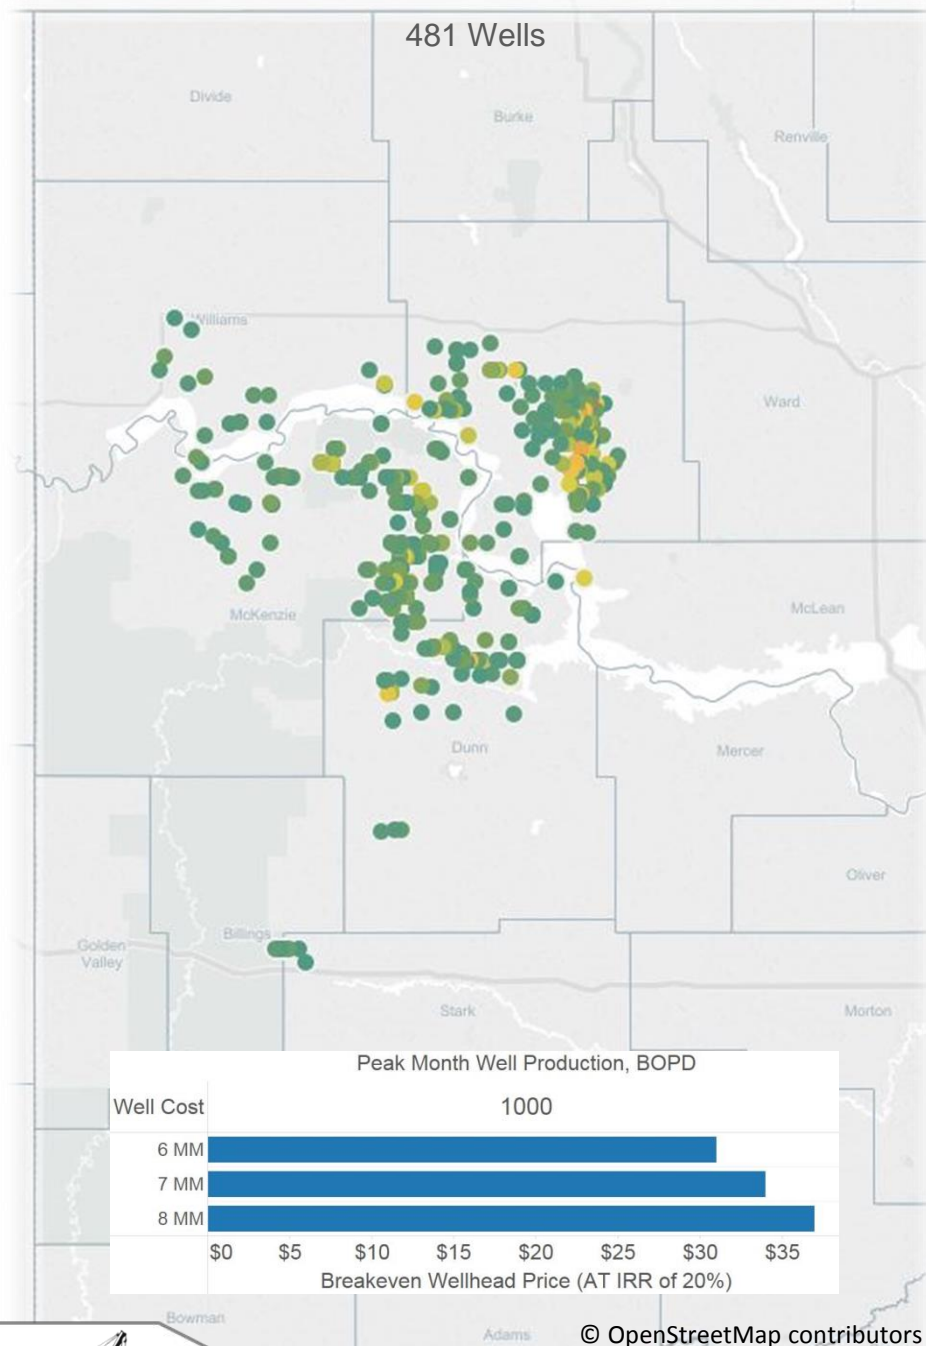 481 Wells
Divide
Burke
Renville
Williams
Ward
McKenzie
McLean
Dunn
Mercer
Oliver
Billings
Golden
Valley
Stark
Morton
Peak Month Well Production, BOPD
Well Cost 1000
6 MM
7 MM
8 MM
$0 $5 $10 $15 $20 $25 $30 $35
Breakeven Wellhead Price (AT IRR of 20%)
Bowman
Adams
© OpenStreetMap contributors